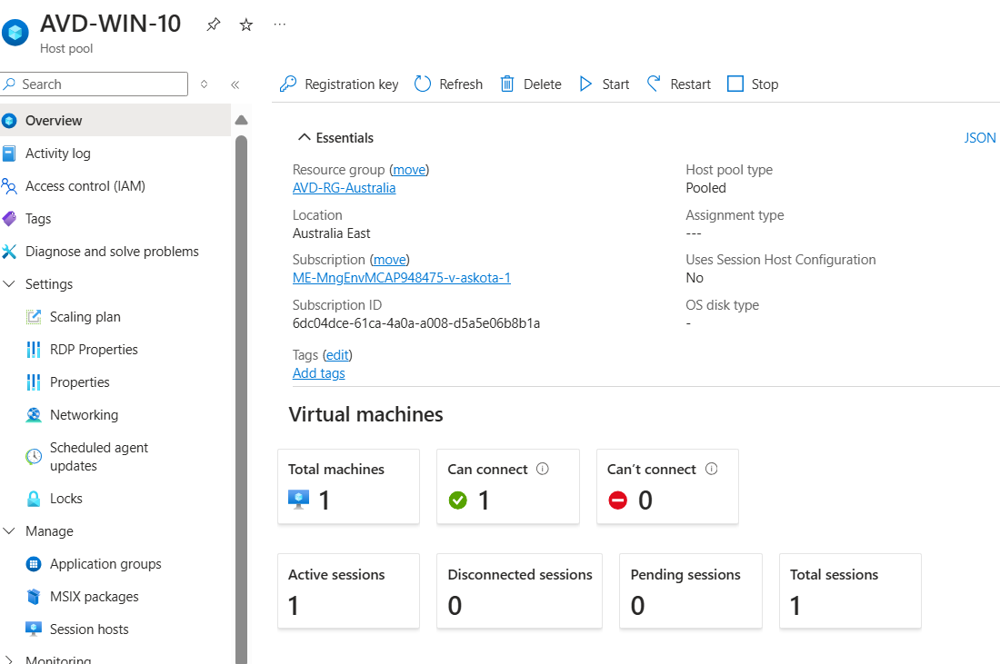 AVD-WIN-10
Host pool
Search
Overview
Activity log
Access control (IAM)
Tags
Diagnose and solve problems
Settings
Scaling plan
RDP Properties
Properties
Networking
Scheduled agent
updates
Locks
Manage
Application groups
MSIX packages
Session hosts
Monitoring
Registration key
Refresh
Delete
Start
Restart
Stop
Essentials
JSON
Resource group (move)
AVD-RG-Australia
Location
Australia East
Subscription (move)
ME-MngEnvMCAP948475-v-askota-1
Subscription ID
6dc04dce-61ca-4a0a-a008-d5a5e06b8b1a
Tags (edit)
Add tags
Host pool type
Pooled
Assignment type
---
Uses Session Host Configuration
No
OS disk type
-
Virtual machines
Total machines
1
Can connect
1
Can't connect
0
Active sessions
1
Disconnected sessions
0
Pending sessions
0
Total sessions
1